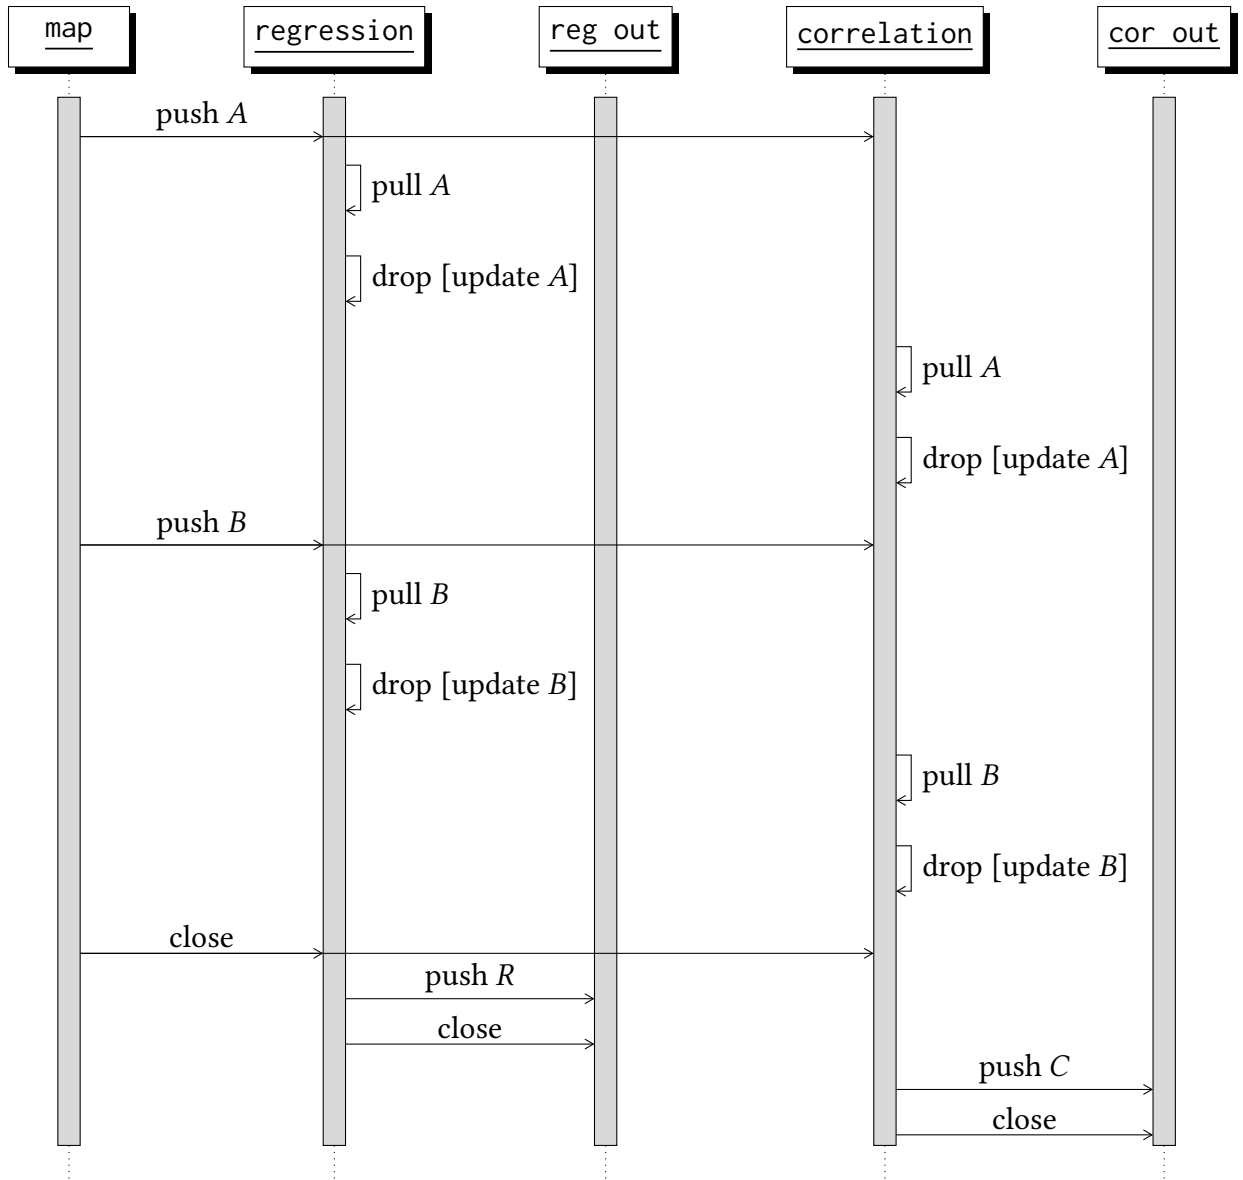 map
regression
reg out
correlation
cor out
push A
pull A
drop [update A]
pull A
drop [update A]
push B
pull B
drop [update B]
pull B
drop [update B]
close
push R
close
push C
close